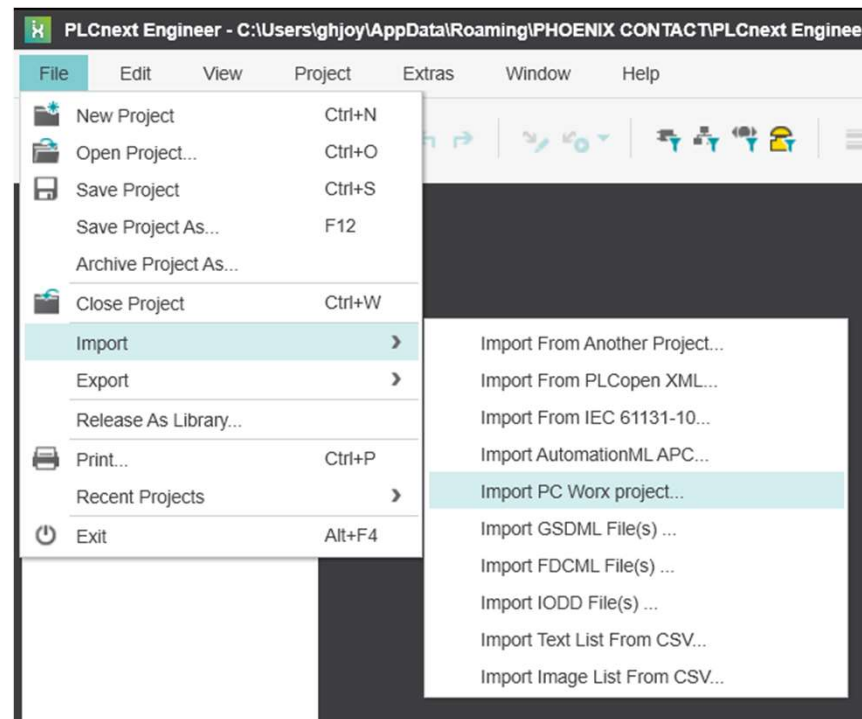 PLCnext Engineer - C:\Users\ghjoy\AppData\Roaming\PHOENIX CONTACT\PLCnext Enginee
File Edit View Project Extras Window Help
New Project Ctrl+N
Open Project... Ctrl+O
Save Project Ctrl+S
Save Project As... F12
Archive Project As...
Close Project Ctrl+W
Import
Export
Release As Library...
Print... Ctrl+P
Recent Projects
Exit Alt+F4
Import From Another Project...
Import From PLCopen XML...
Import From IEC 61131-10...
Import AutomationML APC...
Import PC Worx project...
Import GSDML File(s) ...
Import FDCML File(s) ...
Import IODD File(s) ...
Import Text List From CSV...
Import Image List From CSV...